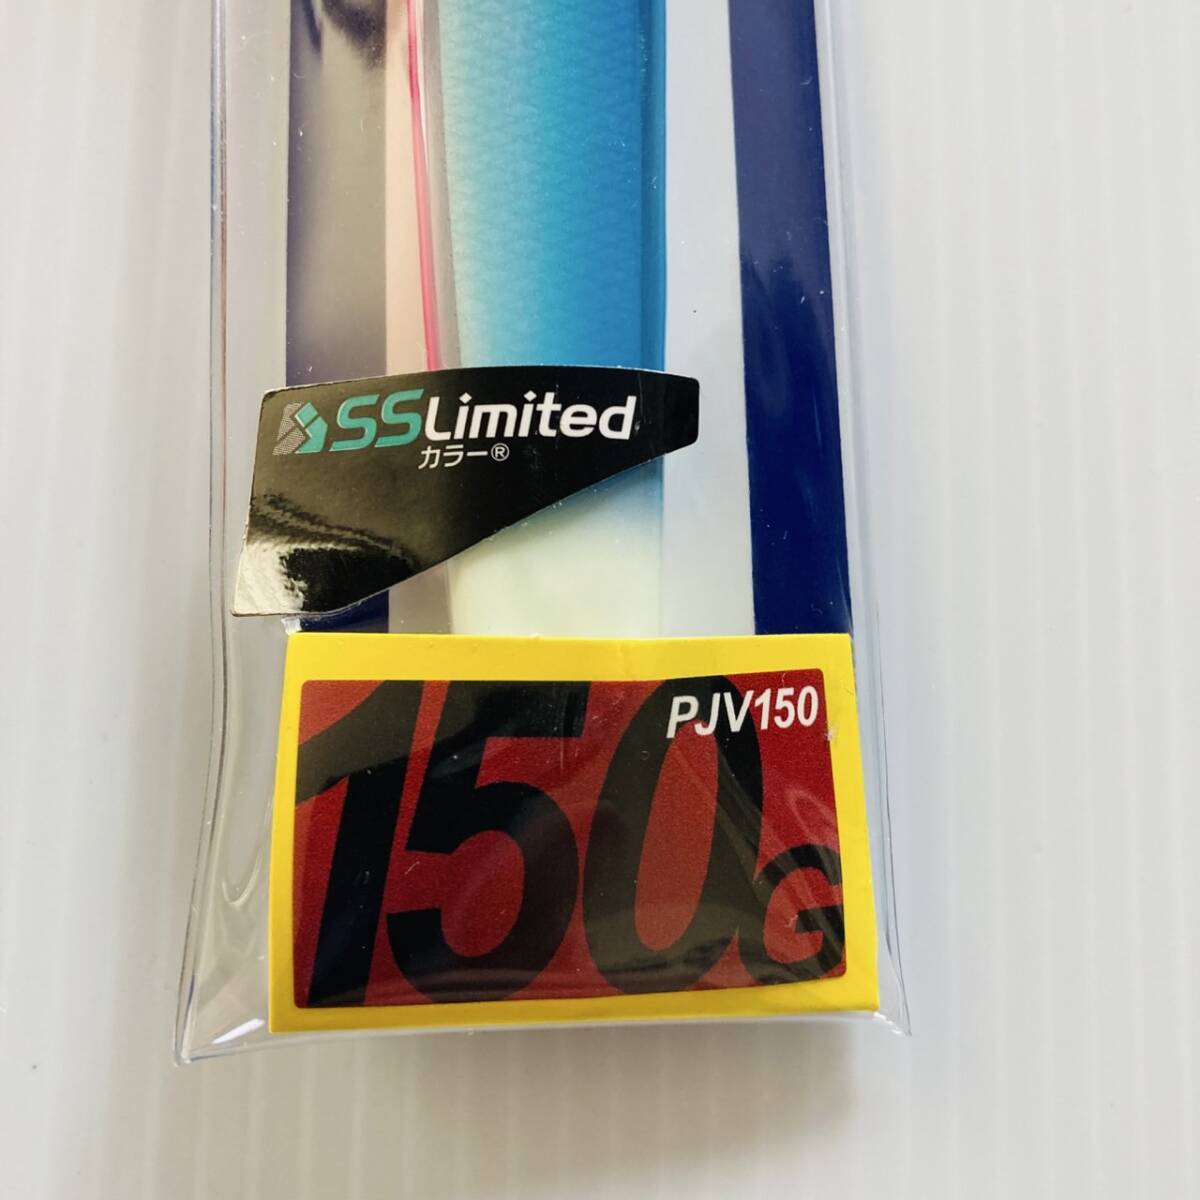 SSLimited
カラー®
PJV150
150G